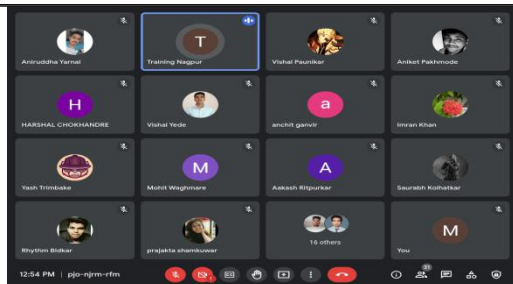 Aniruddha Yarnal
T
Training Nagpur
Vishal Paunikar
Aniket Pakhmode
H
HARSHAL CHOKHANDRE
Vishal Yede
a
anchit ganvir
Imran Khan
Yash Trimbake
M
Mohit Waghmare
A
Aakash Ritpurkar
Saurabh Kolhatkar
Rhythm Bidkar
prajakta shamkuwar
16 others
M
You
12:54 PM | pjo-njrm-rfm
31